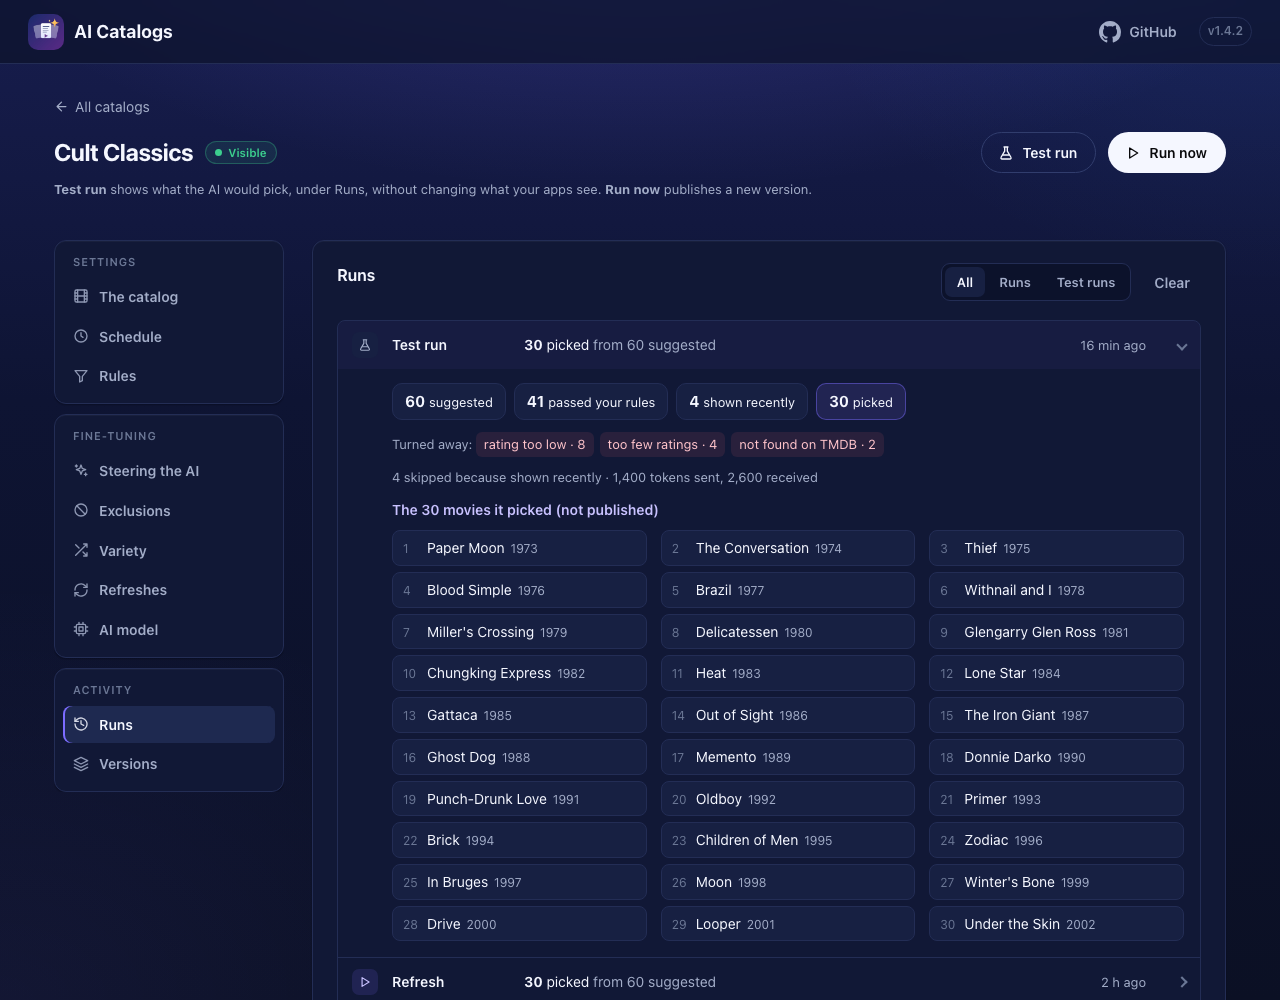 AI Catalogs
GitHub
v1.4.2
All catalogs
Cult Classics
Visible
Test run
Run now
Test run shows what the AI would pick, under Runs, without changing what your apps see. Run now publishes a new version.
SETTINGS
The catalog
Schedule
Rules
FINE-TUNING
Steering the AI
Exclusions
Variety
Refreshes
AI model
ACTIVITY
Runs
Versions
Runs
All
Runs
Test runs
Clear
Test run
30 picked from 60 suggested
16 min ago
60 suggested
41 passed your rules
4 shown recently
30 picked
Turned away: rating too low · 8 too few ratings · 4 not found on TMDB · 2
4 skipped because shown recently · 1,400 tokens sent, 2,600 received
The 30 movies it picked (not published)
1 Paper Moon 1973
2 The Conversation 1974
3 Thief 1975
4 Blood Simple 1976
5 Brazil 1977
6 Withnail and I 1978
7 Miller's Crossing 1979
8 Delicatessen 1980
9 Glengarry Glen Ross 1981
10 Chungking Express 1982
11 Heat 1983
12 Lone Star 1984
13 Gattaca 1985
14 Out of Sight 1986
15 The Iron Giant 1987
16 Ghost Dog 1988
17 Memento 1989
18 Donnie Darko 1990
19 Punch-Drunk Love 1991
20 Oldboy 1992
21 Primer 1993
22 Brick 1994
23 Children of Men 1995
24 Zodiac 1996
25 In Bruges 1997
26 Moon 1998
27 Winter's Bone 1999
28 Drive 2000
29 Looper 2001
30 Under the Skin 2002
Refresh
30 picked from 60 suggested
2 h ago